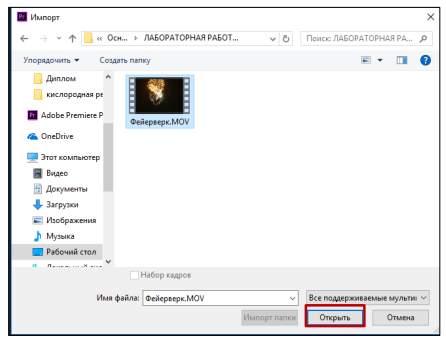 Импорт
« Осн... › ЛАБОРАТОРНАЯ РАБОТ...
Поиск: ЛАБОРАТОРНАЯ РА...
Упорядочить
Создать папку
Диплом
кислородная ре
Adobe Premiere P
OneDrive
Этот компьютер
Видео
Документы
Загрузки
Изображения
Музыка
Рабочий стол
Фейерверк.MOV
Набор кадров
Имя файла: Фейерверк.MOV
Все поддерживаемые мульти
Импорт папки
Открыть
Отмена